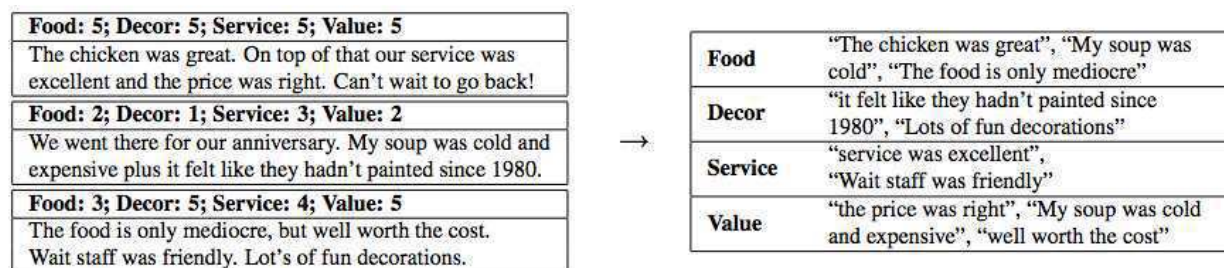 Food: 5; Decor: 5; Service: 5; Value: 5
The chicken was great. On top of that our service was
excellent and the price was right. Can't wait to go back!
Food: 2; Decor: 1; Service: 3; Value: 2
We went there for our anniversary. My soup was cold and
expensive plus it felt like they hadn't painted since 1980.
Food: 3; Decor: 5; Service: 4; Value: 5
The food is only mediocre, but well worth the cost.
Wait staff was friendly. Lot's of fun decorations.
→
Food
“The chicken was great”, “My soup was
cold”, “The food is only mediocre”
Decor
“it felt like they hadn't painted since
1980”, “Lots of fun decorations”
Service
“service was excellent”,
“Wait staff was friendly”
Value
“the price was right”, “My soup was cold
and expensive”, “well worth the cost”